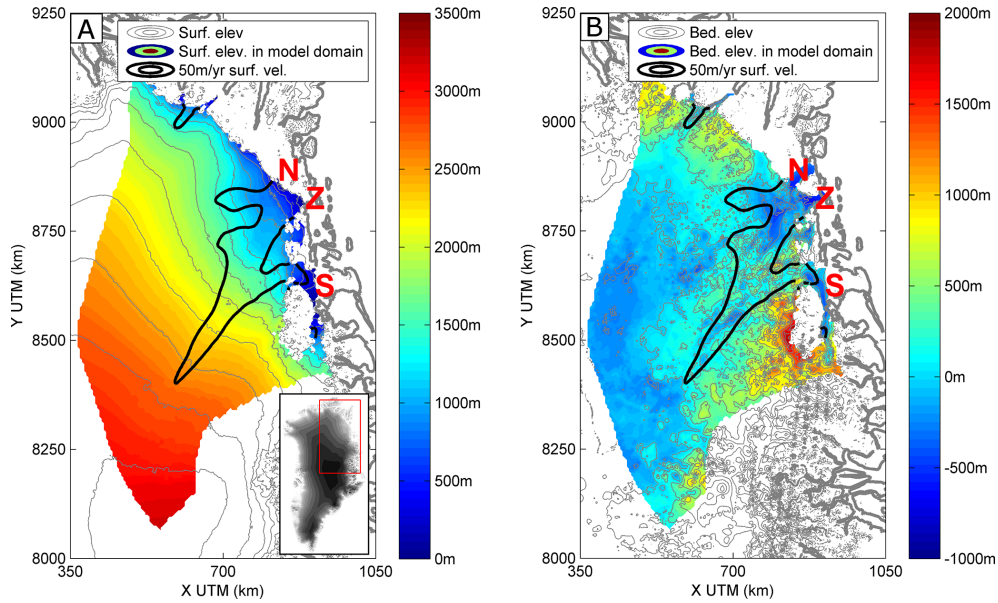 A
Surf. elev
Surf. elev. in model domain
50m/yr surf. vel.
N
Z
S
9250
9000
8750
8500
8250
8000
Y UTM (km)
350
700
1050
X UTM (km)
3500m
3000m
2500m
2000m
1500m
1000m
500m
0m
B
Bed. elev
Bed. elev. in model domain
50m/yr surf. vel.
N
Z
S
9250
9000
8750
8500
8250
8000
Y UTM (km)
350
700
1050
X UTM (km)
2000m
1500m
1000m
500m
0m
-500m
-1000m